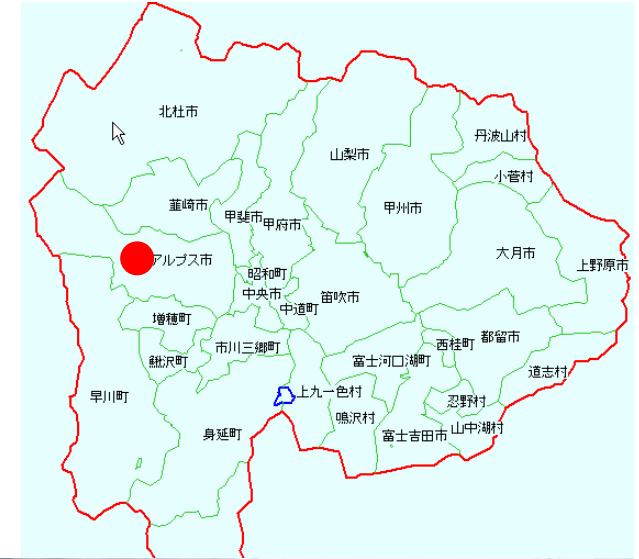 北杜市
丹波山村
山梨市
小菅村
韮崎市
甲州市
甲斐市
甲府市
大月市
アルプス市
上野原市
昭和町
中央市
笛吹市
中道町
増穂町
都留市
西桂町
市川三郷町
鰍沢町
富士河口湖町
道志村
上九一色村
早川町
忍野村
鳴沢村
山中湖村
身延町
富士吉田市